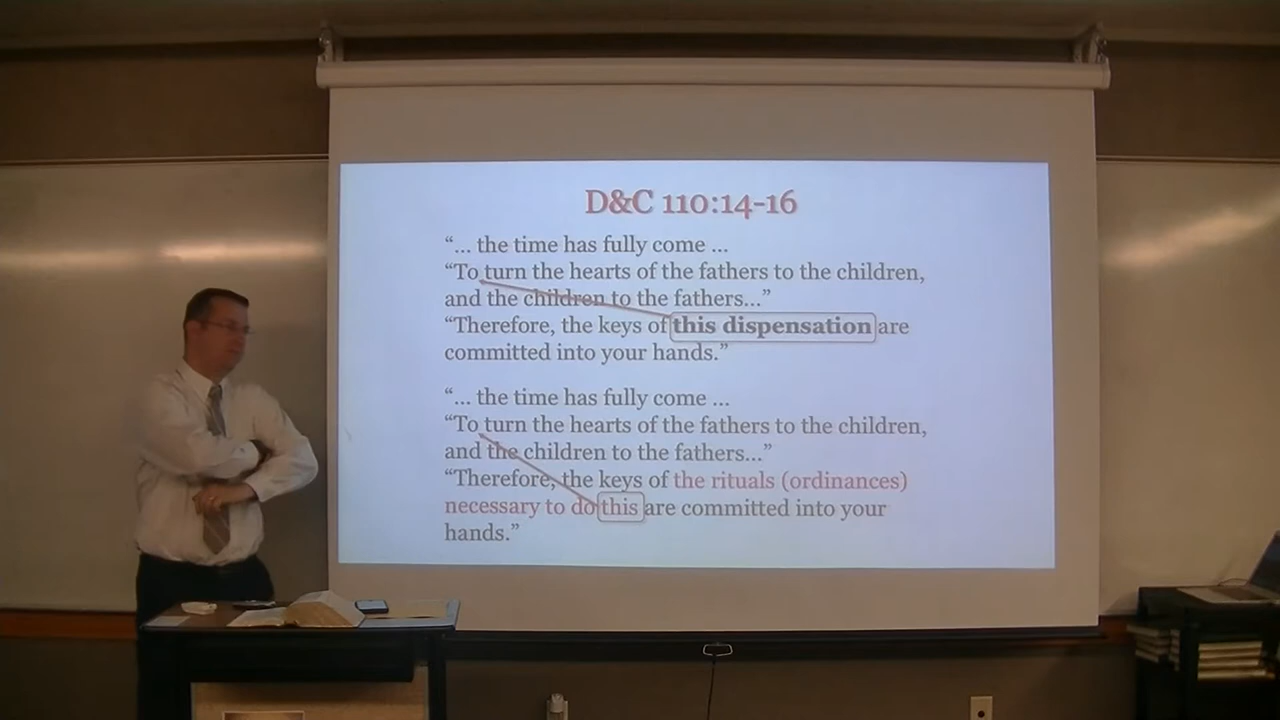 D&C 110:14-16
“... the time has fully come ...
“To turn the hearts of the fathers to the children,
and the children to the fathers...”
“Therefore, the keys of this dispensation are
committed into your hands.”
“... the time has fully come ...
“To turn the hearts of the fathers to the children,
and the children to the fathers...”
“Therefore, the keys of the rituals (ordinances)
necessary to do this are committed into your
hands.”